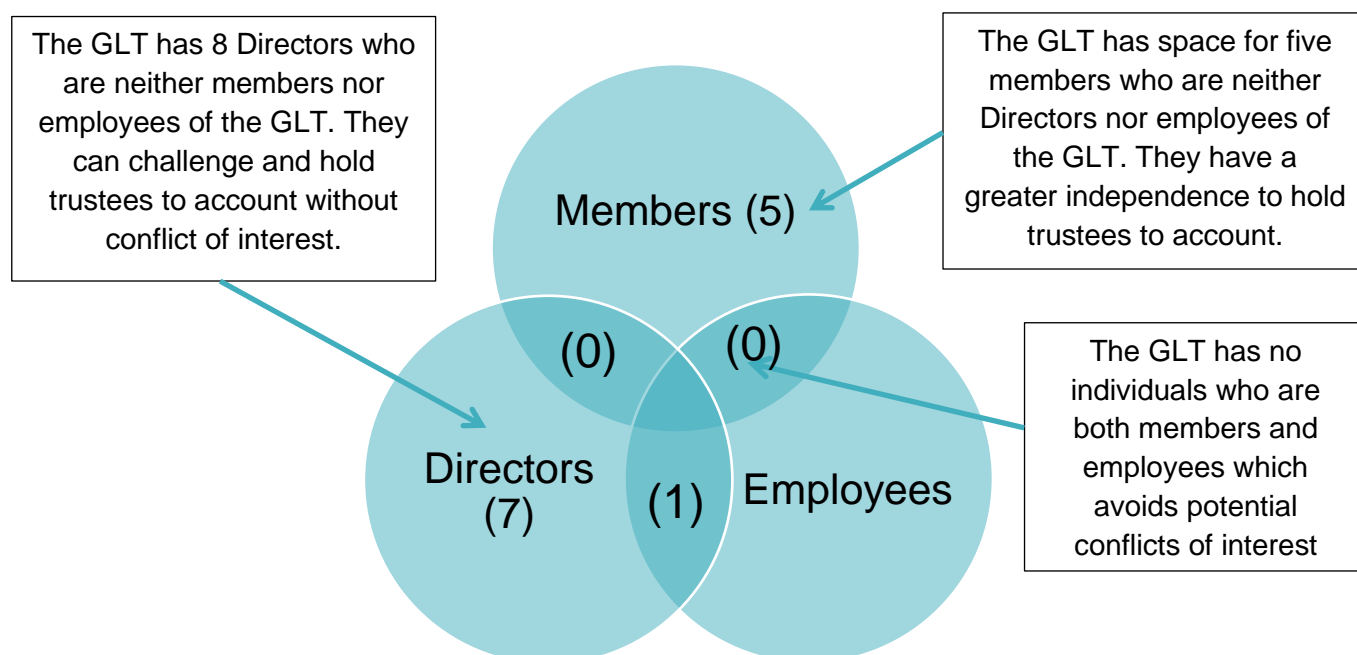 The GLT has 8 Directors who
are neither members nor
employees of the GLT. They
can challenge and hold
trustees to account without
conflict of interest.
The GLT has space for five
members who are neither
Directors nor employees of
the GLT. They have a
greater independence to hold
trustees to account.
Members (5)
(0)
(0)
The GLT has no
individuals who are
both members and
employees which
avoids potential
conflicts of interest
Directors
(7)
(1)
Employees